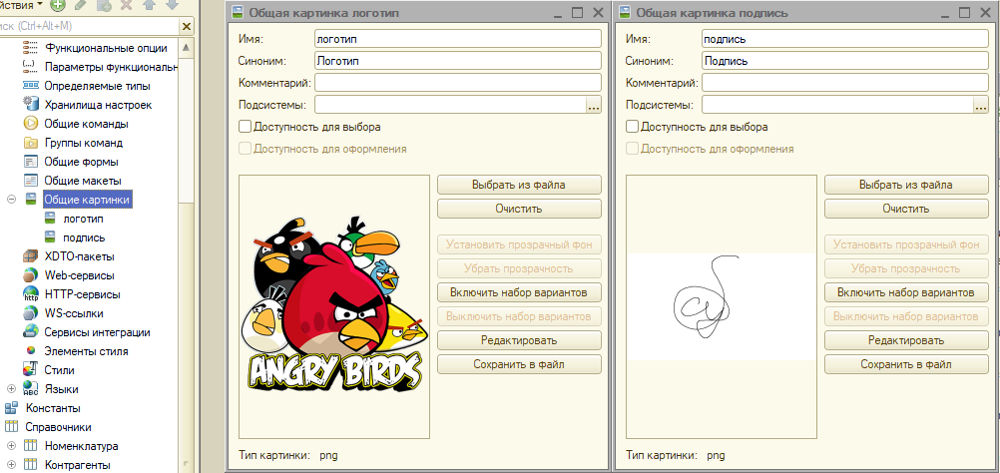 йствия
иск (Ctrl+Alt+M)
Функциональные опции
Параметры функциональн
Определяемые типы
Хранилища настроек
Общие команды
Группы команд
Общие формы
Общие макеты
Общие картинки
логотип
подпись
XDTO-пакеты
Web-сервисы
HTTP-сервисы
WS-ссылки
Сервисы интеграции
Элементы стиля
Стили
Языки
Константы
Справочники
Номенклатура
Контрагенты
Общая картинка логотип
Имя: логотип
Синоним: Логотип
Комментарий:
Подсистемы: ...
Доступность для выбора
Доступность для оформления
Выбрать из файла
Очистить
Установить прозрачный фон
Убрать прозрачность
Включить набор вариантов
Выключить набор вариантов
Редактировать
Сохранить в файл
ANGRY BIRDS
Тип картинки: png
Общая картинка подпись
Имя: подпись
Синоним: Подпись
Комментарий:
Подсистемы: ...
Доступность для выбора
Доступность для оформления
Выбрать из файла
Очистить
Установить прозрачный фон
Убрать прозрачность
Включить набор вариантов
Выключить набор вариантов
Редактировать
Сохранить в файл
Тип картинки: png